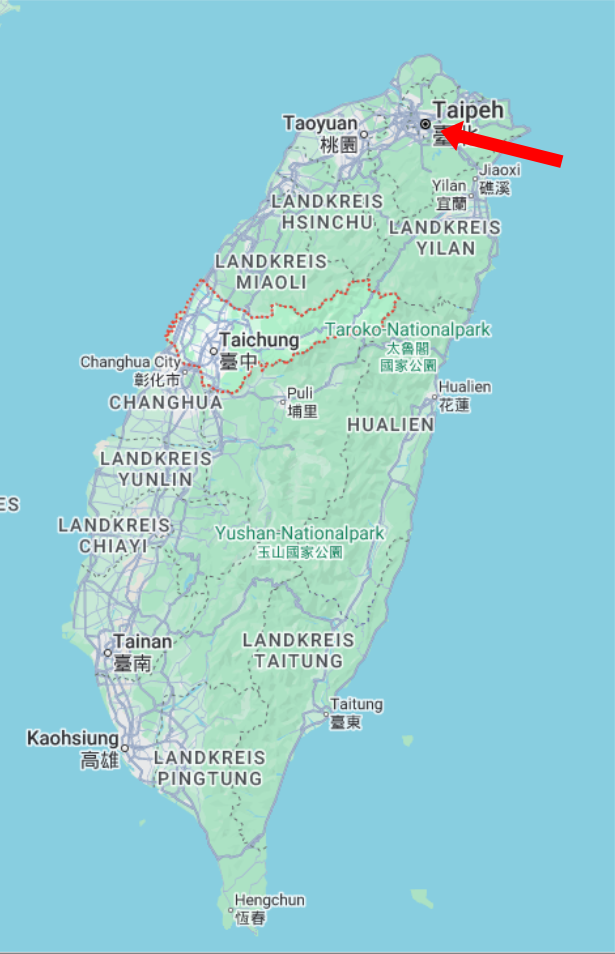 Taipeh
臺北
Taoyuan
桃園
Jiaoxi
礁溪
Yilan
宜蘭
LANDKREIS
HSINCHU
LANDKREIS
YILAN
LANDKREIS
MIAOLI
Taroko-Nationalpark
太魯閣
國家公園
Taichung
臺中
Changhua City
彰化市
CHANGHUA
Puli
埔里
Hualien
花蓮
HUALIEN
LANDKREIS
YUNLIN
ES
LANDKREIS
CHIAYI
Yushan-Nationalpark
玉山國家公園
Tainan
臺南
LANDKREIS
TAITUNG
Taitung
臺東
Kaohsiung
高雄
LANDKREIS
PINGTUNG
Hengchun
恆春